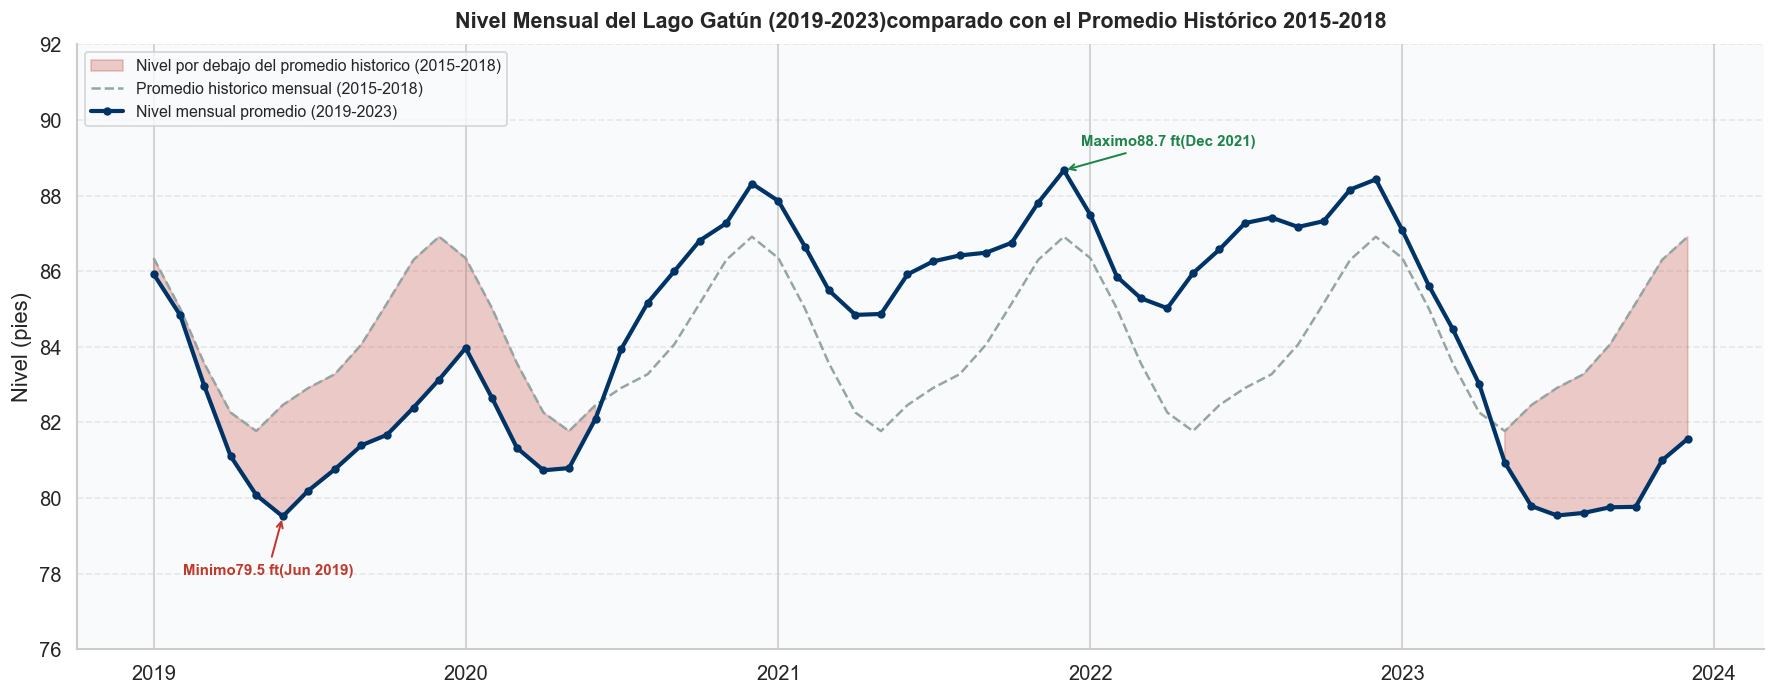 Nivel Mensual del Lago Gatún (2019-2023)comparado con el Promedio Histórico 2015-2018
Nivel por debajo del promedio historico (2015-2018)
Promedio historico mensual (2015-2018)
Nivel mensual promedio (2019-2023)
Nivel (pies)
92
90
88
86
84
82
80
78
76
Maximo88.7 ft(Dec 2021)
Minimo79.5 ft(Jun 2019)
2019 2020 2021 2022 2023 2024